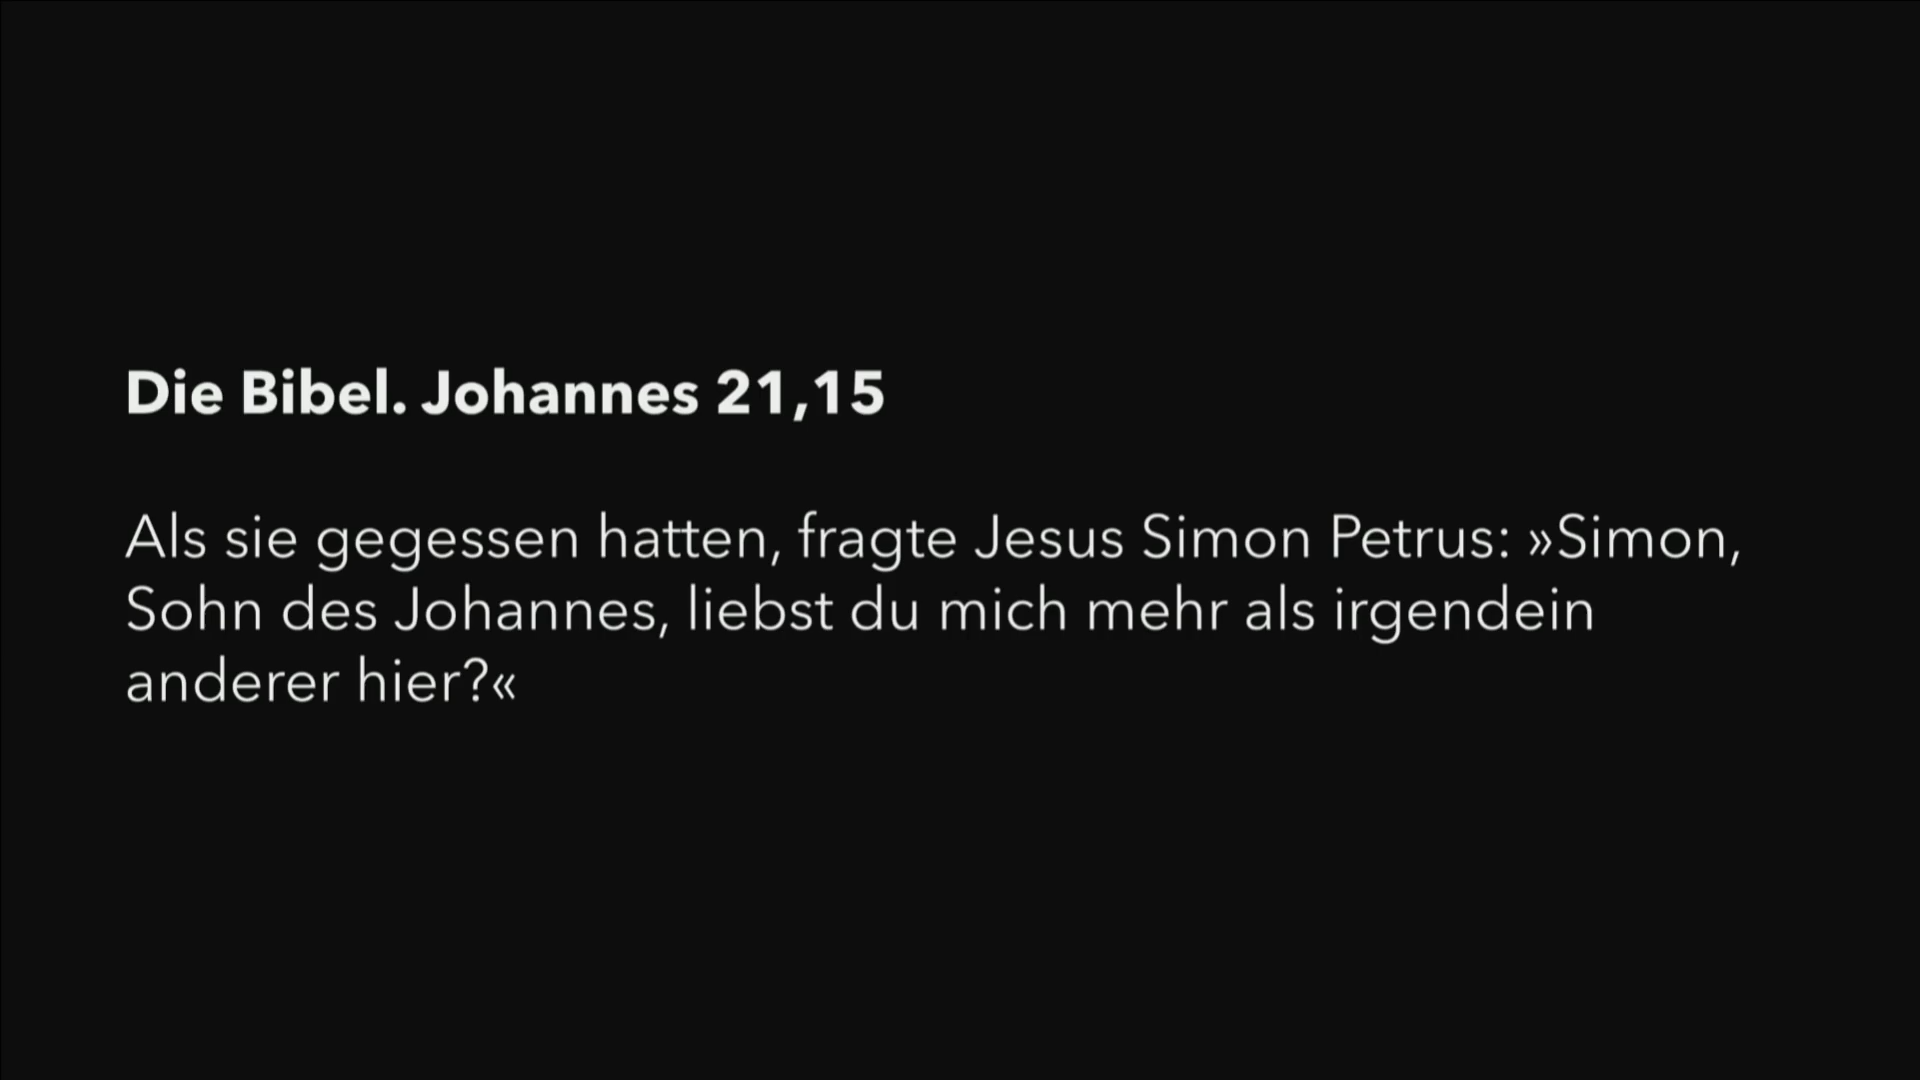 Die Bibel. Johannes 21,15
Als sie gegessen hatten, fragte Jesus Simon Petrus: »Simon,
Sohn des Johannes, liebst du mich mehr als irgendein
anderer hier?«